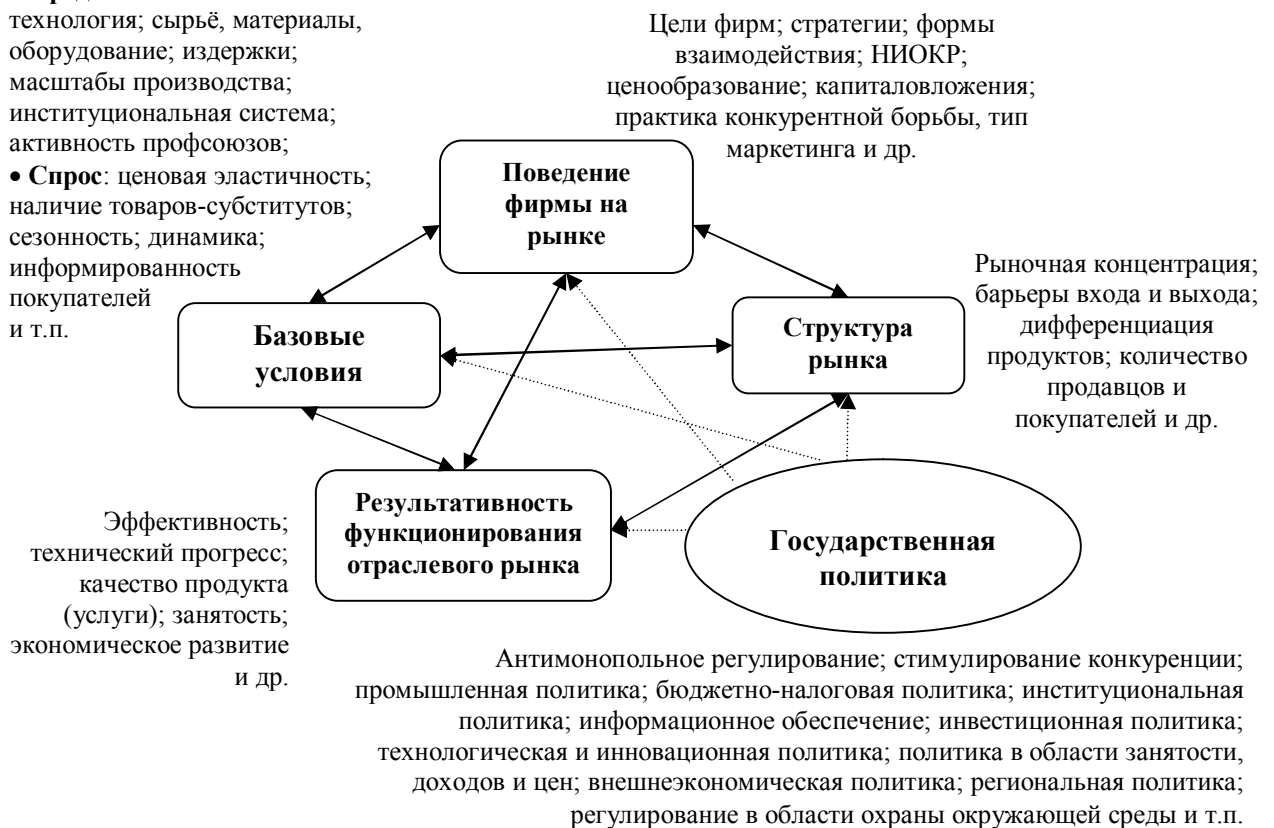 технология; сырьё, материалы,
оборудование; издержки;
масштабы производства;
институциональная система;
активность профсоюзов;
• Спрос: ценовая эластичность;
наличие товаров-субститутов;
сезонность; динамика;
информированность
покупателей
и т.п.
Цели фирм; стратегии; формы
взаимодействия; НИОКР;
ценообразование; капиталовложения;
практика конкурентной борьбы, тип
маркетинга и др.
Поведение
фирмы на
рынке
Базовые
условия
Структура
рынка
Рыночная концентрация;
барьеры входа и выхода;
дифференциация
продуктов; количество
продавцов и
покупателей и др.
Результативность
функционирования
отраслевого рынка
Эффективность;
технический прогресс;
качество продукта
(услуги); занятость;
экономическое развитие
и др.
Государственная
политика
Антимонопольное регулирование; стимулирование конкуренции;
промышленная политика; бюджетно-налоговая политика; институциональная
политика; информационное обеспечение; инвестиционная политика;
технологическая и инновационная политика; политика в области занятости,
доходов и цен; внешнеэкономическая политика; региональная политика;
регулирование в области охраны окружающей среды и т.п.